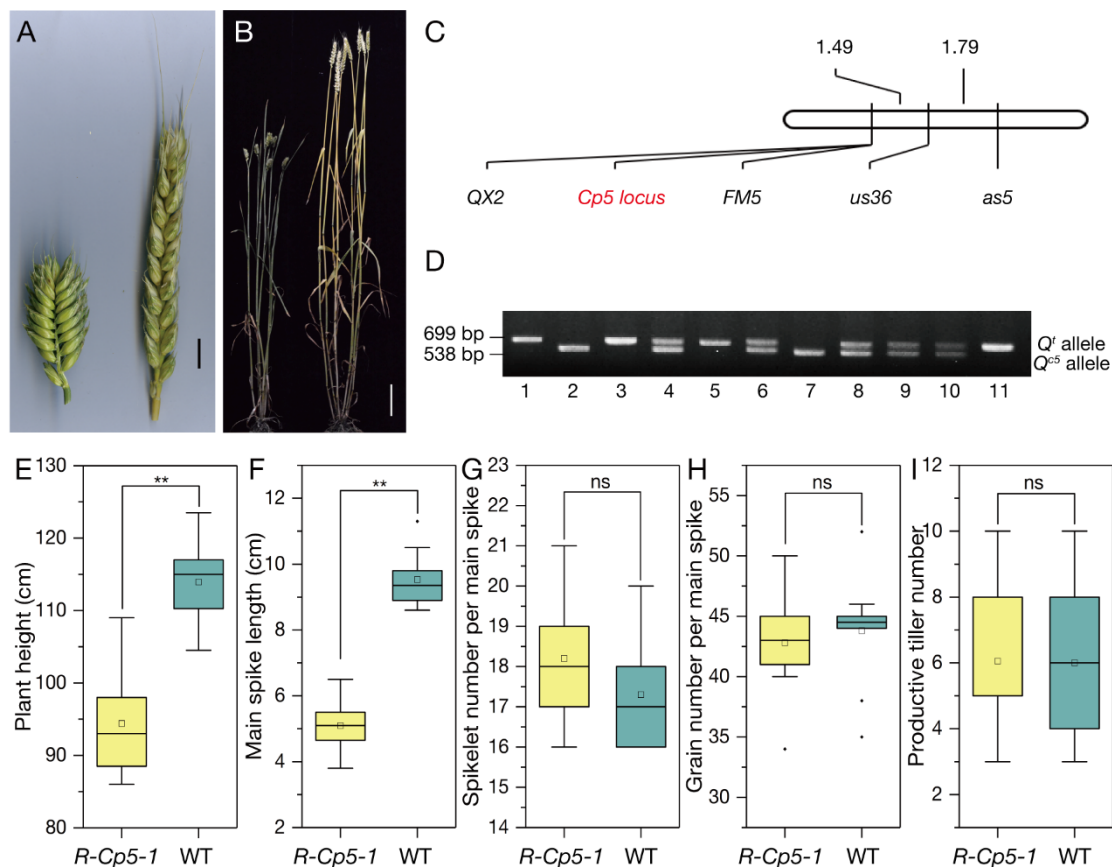 A
B
C
1.49
1.79
QX2
Cp5 locus
FM5
us36
as5
D
699 bp
538 bp
Qᵗ allele
Qᶜ⁵ allele
1 2 3 4 5 6 7 8 9 10 11
E
Plant height (cm)
130
120
110
100
90
80
**
R-Cp5-1 WT
F
Main spike length (cm)
12
10
8
6
4
2
**
R-Cp5-1 WT
G
Spikelet number per main spike
23
22
21
20
19
18
17
16
15
14
ns
R-Cp5-1 WT
H
Grain number per main spike
55
50
45
40
35
30
ns
R-Cp5-1 WT
I
Productive tiller number
12
10
8
6
4
2
ns
R-Cp5-1 WT